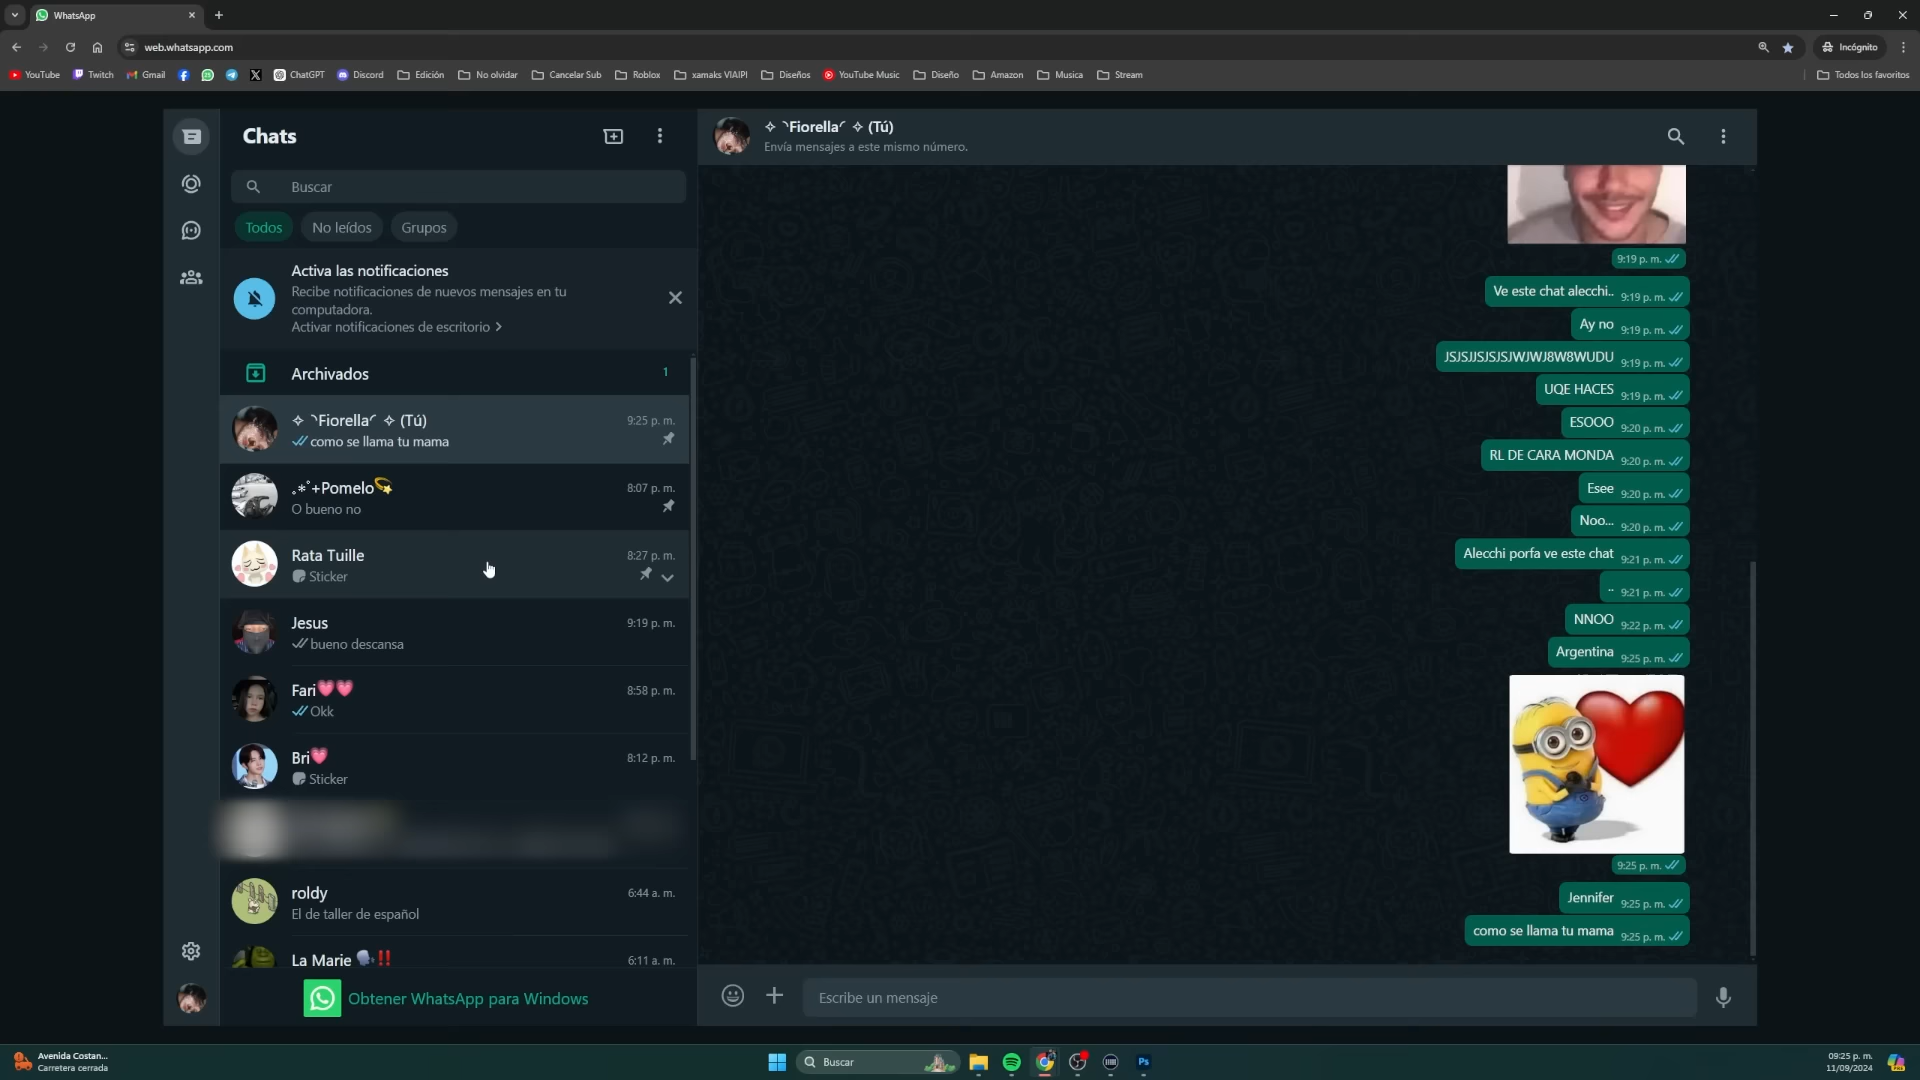 WhatsApp
web.whatsapp.com
Incógnito
YouTube
Twitch
Gmail
ChatGPT
Discord
Edición
No olvidar
Cancelar Sub
Roblox
xamaks VIAIPI
Diseños
YouTube Music
Diseño
Amazon
Musica
Stream
Todos los favoritos
Chats
Buscar
Todos
No leídos
Grupos
Activa las notificaciones
Recibe notificaciones de nuevos mensajes en tu
computadora.
Activar notificaciones de escritorio >
Archivados 1
✧ ◝Fiorella◜ ✧ (Tú) 9:25 p. m.
como se llama tu mama
｡*ﾟ+Pomelo💫 8:07 p. m.
O bueno no
Rata Tuille 8:27 p. m.
Sticker
Jesus 9:19 p. m.
bueno descansa
Fari💗💗 8:58 p. m.
Okk
Bri💗 8:12 p. m.
Sticker
roldy 6:44 a. m.
El de taller de español
La Marie 🗣️‼️ 6:11 a. m.
Obtener WhatsApp para Windows
✧ ◝Fiorella◜ ✧ (Tú)
Envía mensajes a este mismo número.
9:19 p. m.
Ve este chat alecchi.. 9:19 p. m.
Ay no 9:19 p. m.
JSJSJJSJSJSJWJWJ8W8WUDU 9:19 p. m.
UQE HACES 9:19 p. m.
ESOOO 9:20 p. m.
RL DE CARA MONDA 9:20 p. m.
Esee 9:20 p. m.
Noo... 9:20 p. m.
Alecchi porfa ve este chat 9:21 p. m.
.. 9:21 p. m.
NNOO 9:22 p. m.
Argentina 9:25 p. m.
9:25 p. m.
Jennifer 9:25 p. m.
como se llama tu mama 9:25 p. m.
Escribe un mensaje
Avenida Costan...
Carretera cerrada
Buscar
Ps
09:25 p. m.
11/09/2024